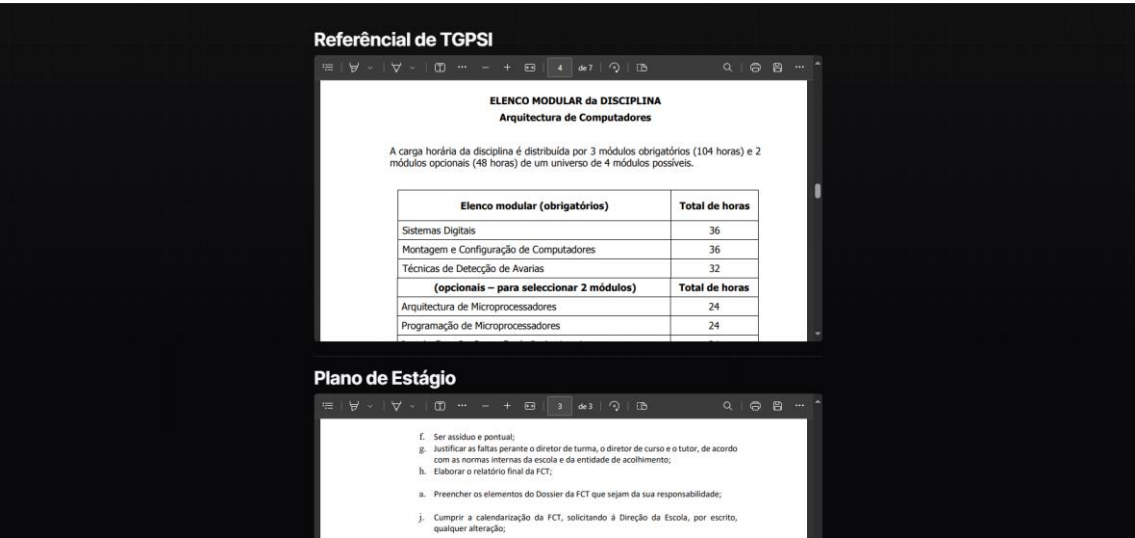 Referêncial de TGPSI
4 de 7
ELENCO MODULAR da DISCIPLINA
Arquitectura de Computadores
A carga horária da disciplina é distribuída por 3 módulos obrigatórios (104 horas) e 2
módulos opcionais (48 horas) de um universo de 4 módulos possíveis.
Elenco modular (obrigatórios) Total de horas
Sistemas Digitais 36
Montagem e Configuração de Computadores 36
Técnicas de Detecção de Avarias 32
(opcionais – para seleccionar 2 módulos) Total de horas
Arquitectura de Microprocessadores 24
Programação de Microprocessadores 24
Plano de Estágio
3 de 3
f. Ser assíduo e pontual;
g. Justificar as faltas perante o diretor de turma, o diretor de curso e o tutor, de acordo
com as normas internas da escola e da entidade de acolhimento;
h. Elaborar o relatório final da FCT;
a. Preencher os elementos do Dossier da FCT que sejam da sua responsabilidade;
j. Cumprir a calendarização da FCT, solicitando á Direção da Escola, por escrito,
qualquer alteração;